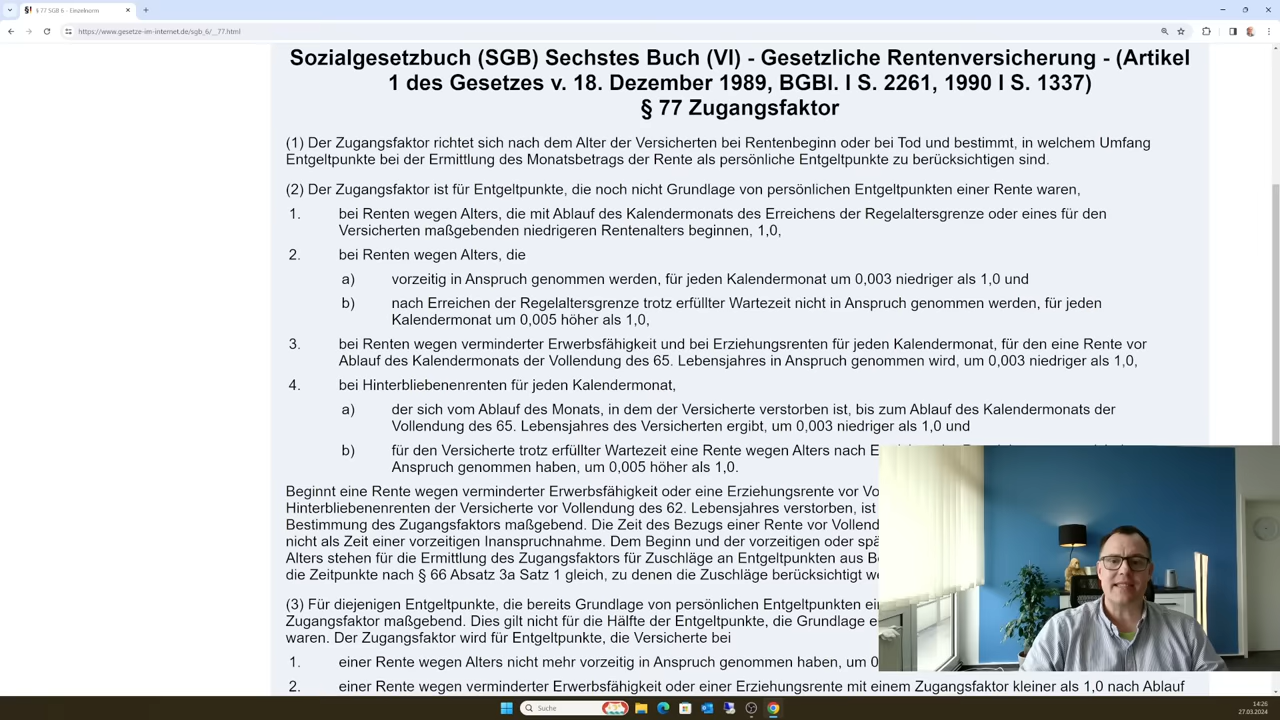 § 77 SGB 6 - Einzelnorm
https://www.gesetze-im-internet.de/sgb_6/__77.html
Sozialgesetzbuch (SGB) Sechstes Buch (VI) - Gesetzliche Rentenversicherung - (Artikel
1 des Gesetzes v. 18. Dezember 1989, BGBl. I S. 2261, 1990 I S. 1337)
§ 77 Zugangsfaktor
(1) Der Zugangsfaktor richtet sich nach dem Alter der Versicherten bei Rentenbeginn oder bei Tod und bestimmt, in welchem Umfang
Entgeltpunkte bei der Ermittlung des Monatsbetrags der Rente als persönliche Entgeltpunkte zu berücksichtigen sind.
(2) Der Zugangsfaktor ist für Entgeltpunkte, die noch nicht Grundlage von persönlichen Entgeltpunkten einer Rente waren,
1. bei Renten wegen Alters, die mit Ablauf des Kalendermonats des Erreichens der Regelaltersgrenze oder eines für den
Versicherten maßgebenden niedrigeren Rentenalters beginnen, 1,0,
2. bei Renten wegen Alters, die
a) vorzeitig in Anspruch genommen werden, für jeden Kalendermonat um 0,003 niedriger als 1,0 und
b) nach Erreichen der Regelaltersgrenze trotz erfüllter Wartezeit nicht in Anspruch genommen werden, für jeden
Kalendermonat um 0,005 höher als 1,0,
3. bei Renten wegen verminderter Erwerbsfähigkeit und bei Erziehungsrenten für jeden Kalendermonat, für den eine Rente vor
Ablauf des Kalendermonats der Vollendung des 65. Lebensjahres in Anspruch genommen wird, um 0,003 niedriger als 1,0,
4. bei Hinterbliebenenrenten für jeden Kalendermonat,
a) der sich vom Ablauf des Monats, in dem der Versicherte verstorben ist, bis zum Ablauf des Kalendermonats der
Vollendung des 65. Lebensjahres des Versicherten ergibt, um 0,003 niedriger als 1,0 und
b) für den Versicherte trotz erfüllter Wartezeit eine Rente wegen Alters nach
Anspruch genommen haben, um 0,005 höher als 1,0.
Beginnt eine Rente wegen verminderter Erwerbsfähigkeit oder eine Erziehungsrente vor
Hinterbliebenenrenten der Versicherte vor Vollendung des 62. Lebensjahres verstorben, ist
Bestimmung des Zugangsfaktors maßgebend. Die Zeit des Bezugs einer Rente vor
nicht als Zeit einer vorzeitigen Inanspruchnahme. Dem Beginn und der vorzeitigen oder
Alters stehen für die Ermittlung des Zugangsfaktors für Zuschläge an Entgeltpunkten aus
die Zeitpunkte nach § 66 Absatz 3a Satz 1 gleich, zu denen die Zuschläge berücksichtigt
(3) Für diejenigen Entgeltpunkte, die bereits Grundlage von persönlichen Entgeltpunkten
Zugangsfaktor maßgebend. Dies gilt nicht für die Hälfte der Entgeltpunkte, die Grundlage
waren. Der Zugangsfaktor wird für Entgeltpunkte, die Versicherte bei
1. einer Rente wegen Alters nicht mehr vorzeitig in Anspruch genommen haben, um
2. einer Rente wegen verminderter Erwerbsfähigkeit oder einer Erziehungsrente mit einem Zugangsfaktor kleiner als 1,0 nach Ablauf
Suche
14:26
27.03.2024